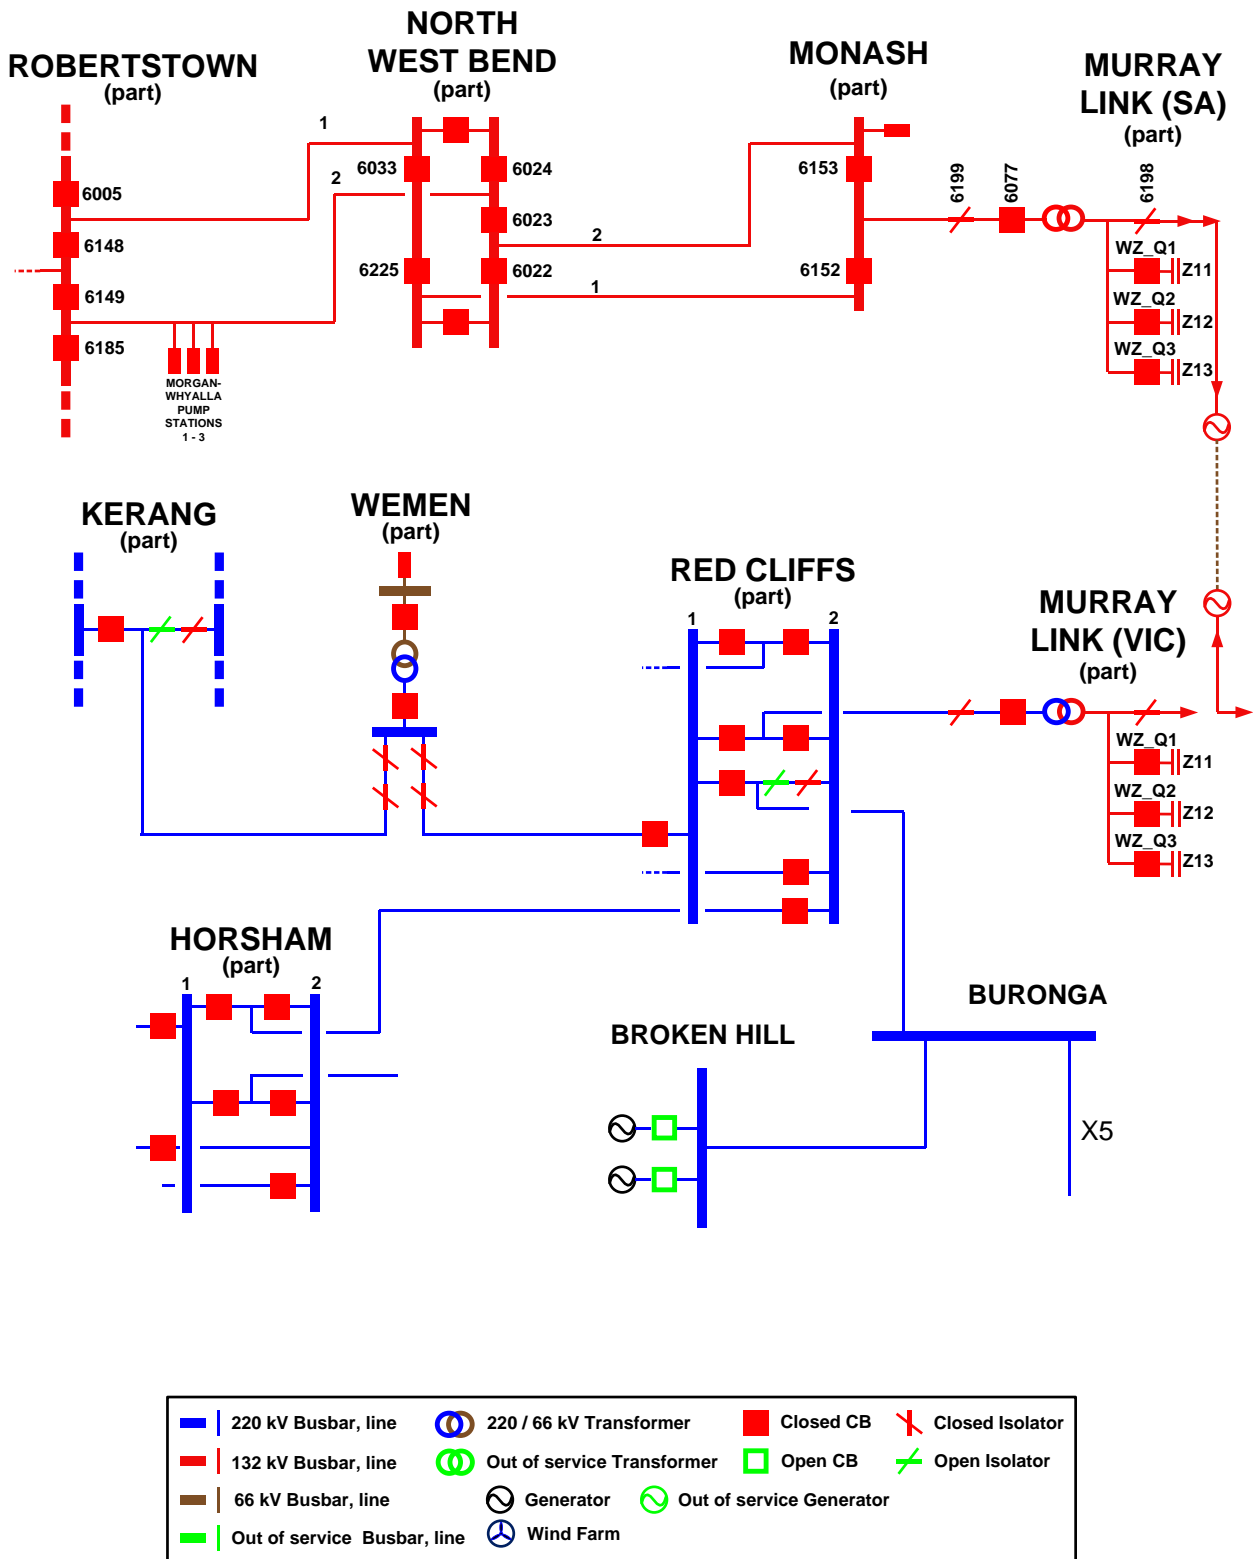 NORTH
WEST BEND
(part)
ROBERTSTOWN
(part)
MONASH
(part)
MURRAY
LINK (SA)
(part)
1
2
6033
6024
6153
6199
6077
6198
6005
6023
6148
2
WZ_Q1
Z11
6225
6022
6152
6149
1
WZ_Q2
Z12
6185
WZ_Q3
Z13
MORGAN-
WHYALLA
PUMP
STATIONS
1 - 3
KERANG
(part)
WEMEN
(part)
RED CLIFFS
(part)
1
2
MURRAY
LINK (VIC)
(part)
WZ_Q1
Z11
WZ_Q2
Z12
WZ_Q3
Z13
HORSHAM
(part)
1
2
BURONGA
BROKEN HILL
X5
220 kV Busbar, line
220 / 66 kV Transformer
Closed CB
Closed Isolator
132 kV Busbar, line
Out of service Transformer
Open CB
Open Isolator
66 kV Busbar, line
Generator
Out of service Generator
Out of service Busbar, line
Wind Farm